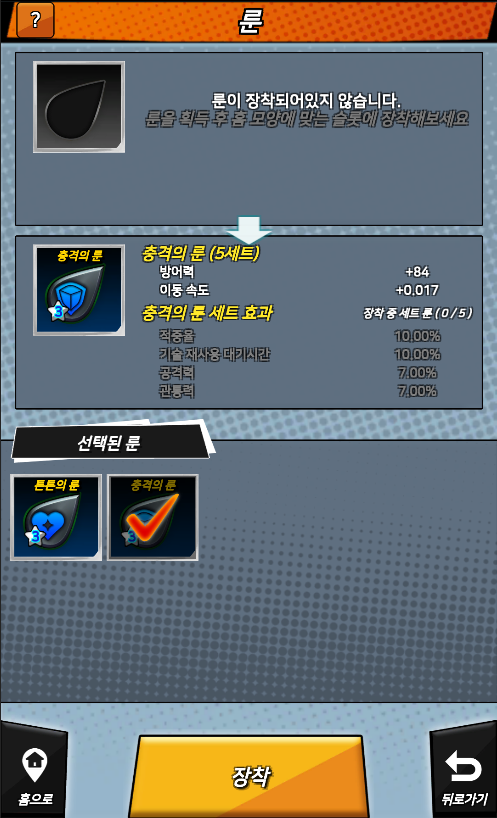 ?
룬
룬이 장착되어있지 않습니다.
룬을 획득 후 홈 모양에 맞는 슬롯에 장착해보세요
충격의 룬
3
충격의 룬 (5세트)
방어력 +84
이동 속도 +0.017
충격의 룬 세트 효과 장착 중 세트 룬 ( 0 / 5 )
적중율 10.00%
기술 재사용 대기시간 10.00%
공격력 7.00%
관통력 7.00%
선택된 룬
튼튼의 룬 충격의 룬
3 3
장착
홈으로 뒤로가기